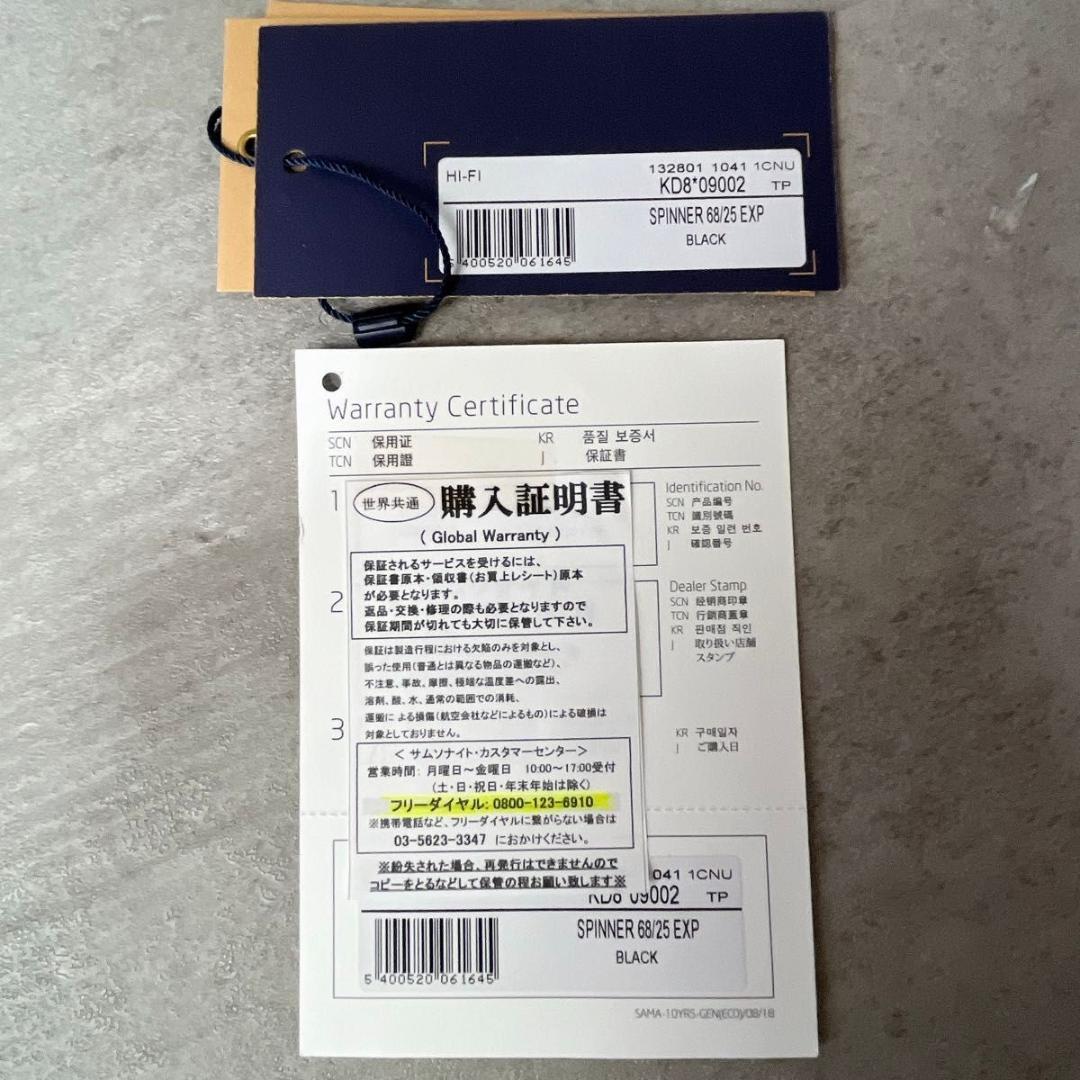 HI-FI
132801 1041 1CNU
KD8*09002 TP
SPINNER 68/25 EXP
BLACK
5 400520 061645
Warranty Certificate
SCN 保用证 KR 품질 보증서
TCN 保用證 J 保証書
1
Identification No.
SCN 产品编号
TCN 識別號碼
KR 보증 일련 번호
J 確認番号
世界共通 購入証明書
( Global Warranty )
保証されるサービスを受けるには、
保証書原本・領収書(お買上レシート)原本
が必要となります。
返品・交換・修理の際も必要となりますので
保証期間が切れても大切に保管して下さい。
2
Dealer Stamp
SCN 经销商印章
TCN 行銷商蓋章
KR 판매점 직인
J 取り扱い店舗
スタンプ
保証は製造行程における欠陥のみを対象とし、
誤った使用(普通とは異なる物品の運搬など)、
不注意、事故、摩擦、極端な温度差への露出、
溶剤、酸、水、通常の範囲での消耗、
運搬に よる損傷(航空会社などによるもの)による破損は
対象としておりません。
3
KR 구매일자
J ご購入日
< サムソナイト・カスタマーセンター>
営業時間: 月曜日～金曜日 10:00～17:00受付
(土・日・祝日・年末年始は除く)
フリーダイヤル: 0800-123-6910
※携帯電話など、フリーダイヤルに繋がらない場合は
03-5623-3347 におかけください。
※紛失された場合、再発行はできませんので
コピーをとるなどして保管の程お願い致します※
041 1CNU
09002 TP
SPINNER 68/25 EXP
BLACK
5 400520 061645
SAMA-10YRS-GEN(ECO)/08/18